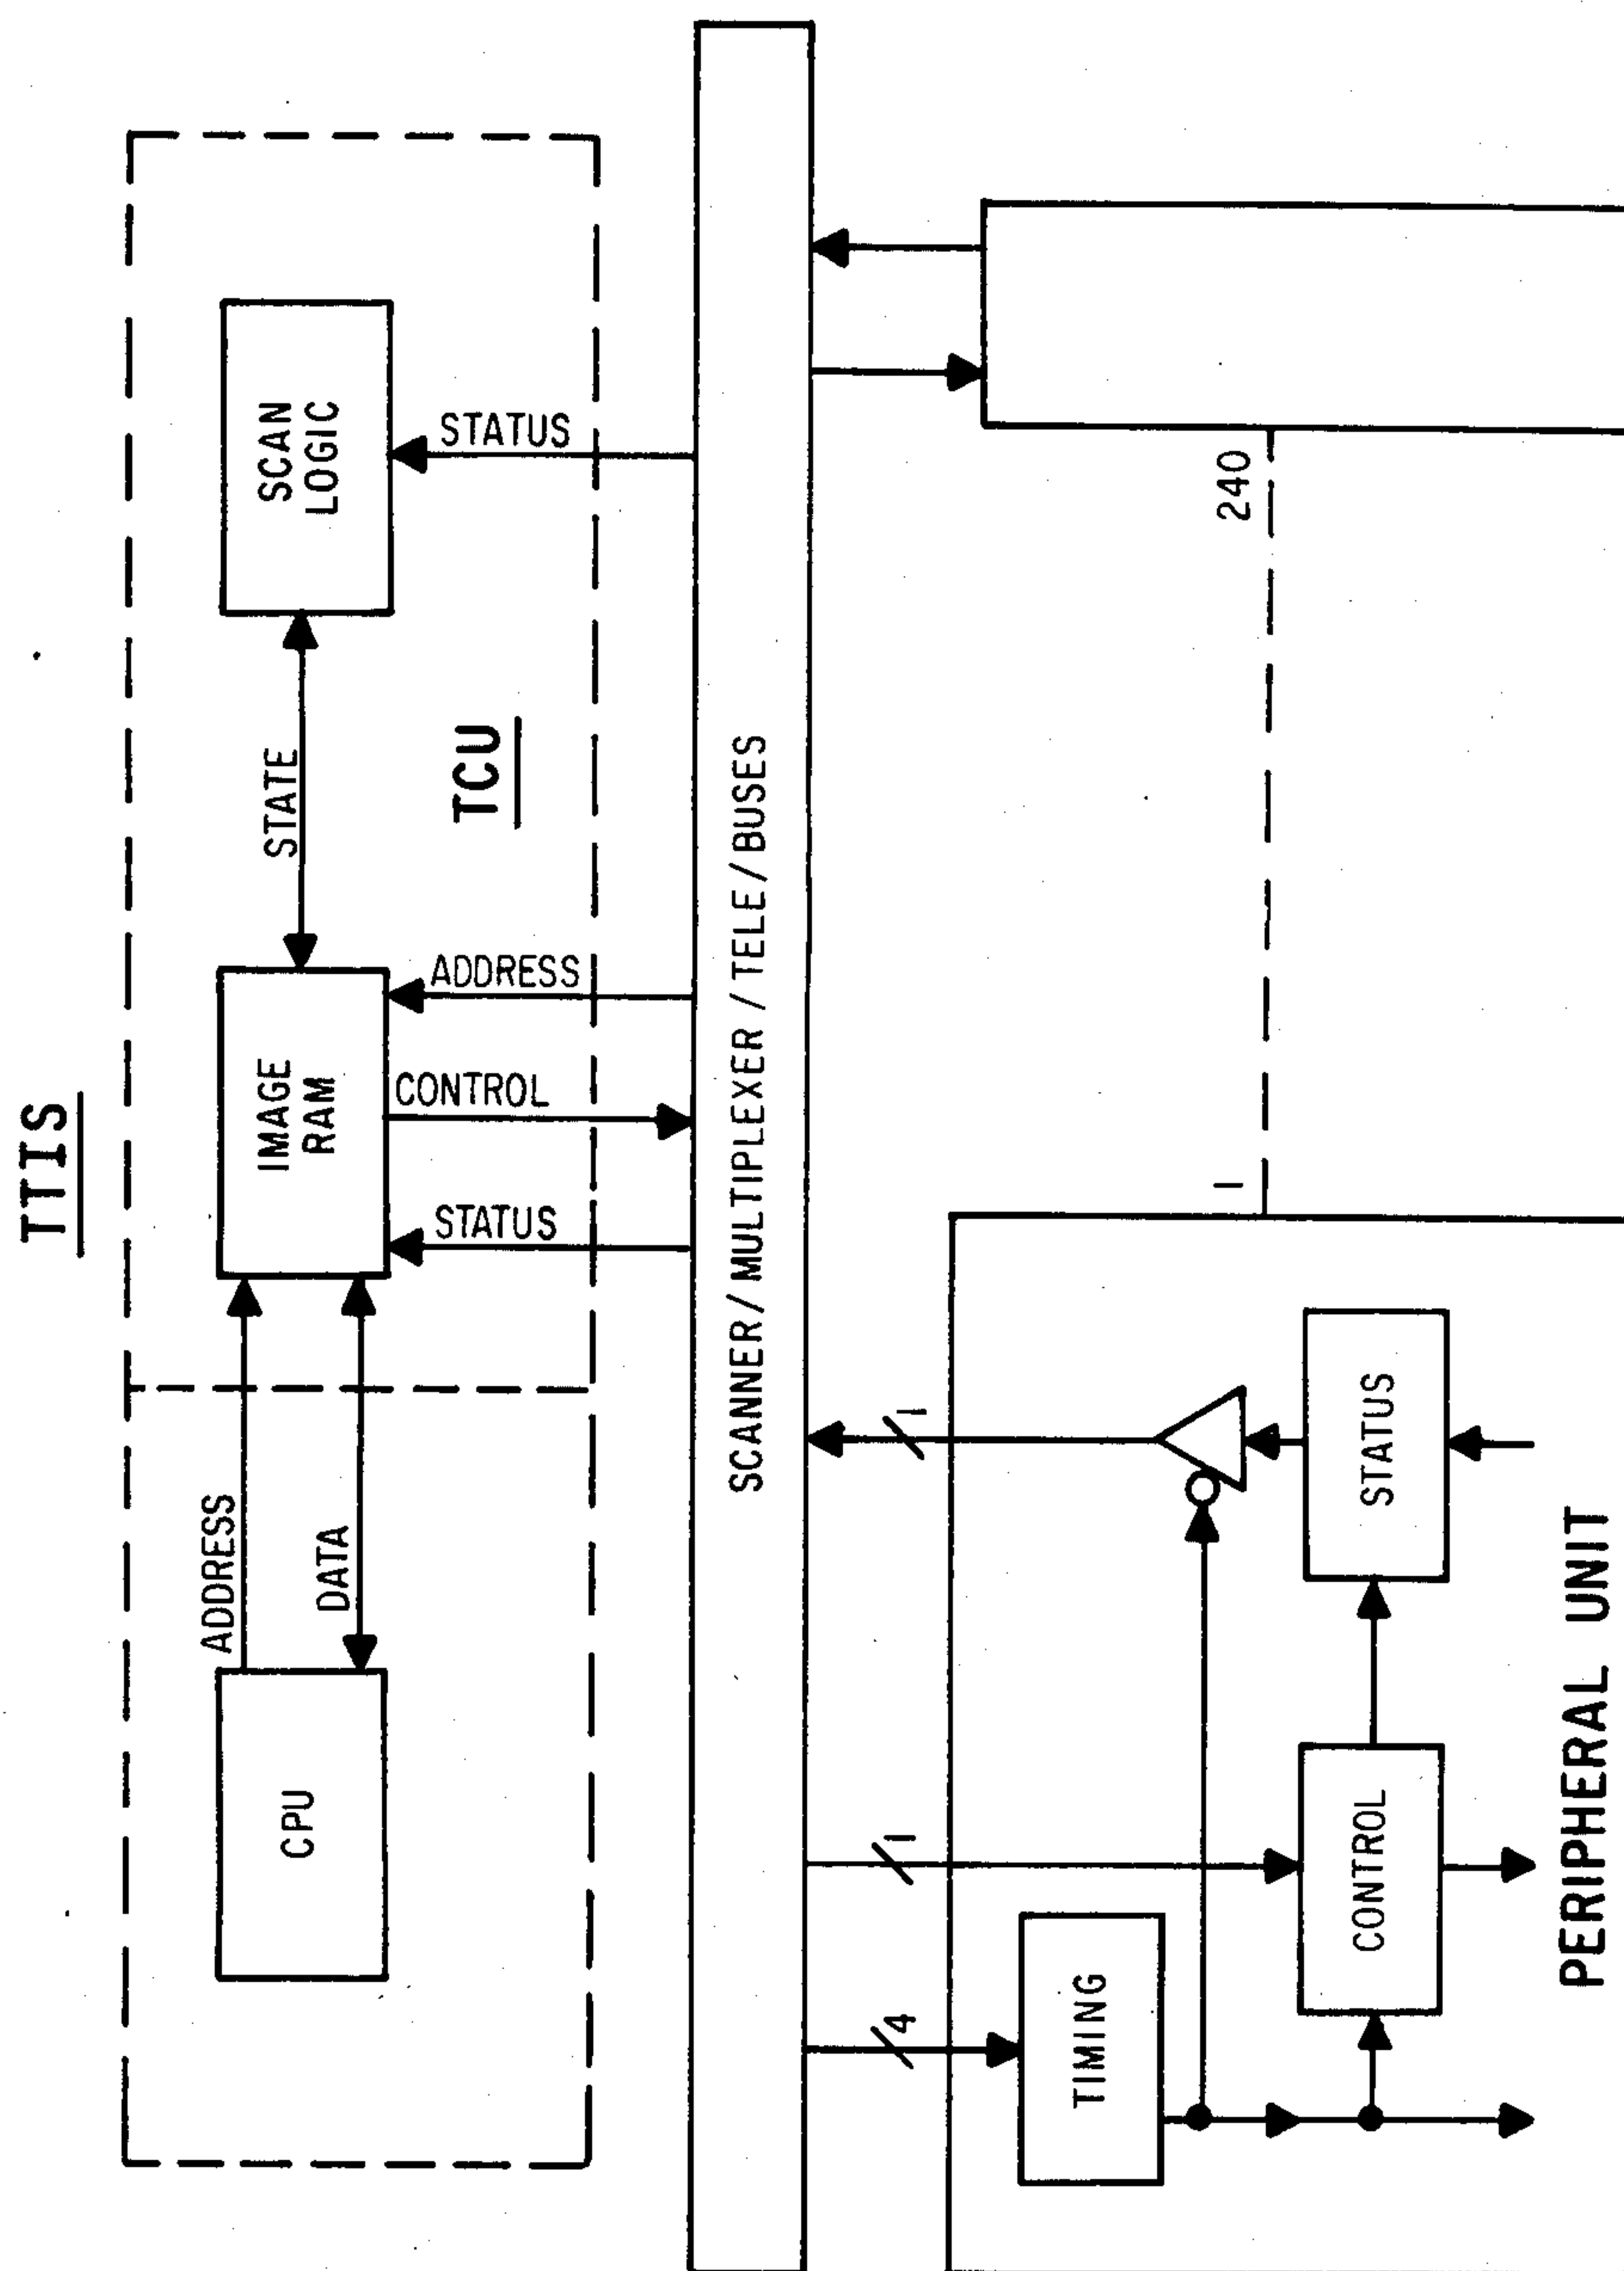 TTIS
CPU
ADDRESS
DATA
IMAGE
RAM
STATE
SCAN
LOGIC
STATUS
CONTROL
ADDRESS
STATUS
TCU
SCANNER/MULTIPLEXER/TELE/BUSES
4
1
1
1
240
TIMING
CONTROL
STATUS
PERIPHERAL UNIT